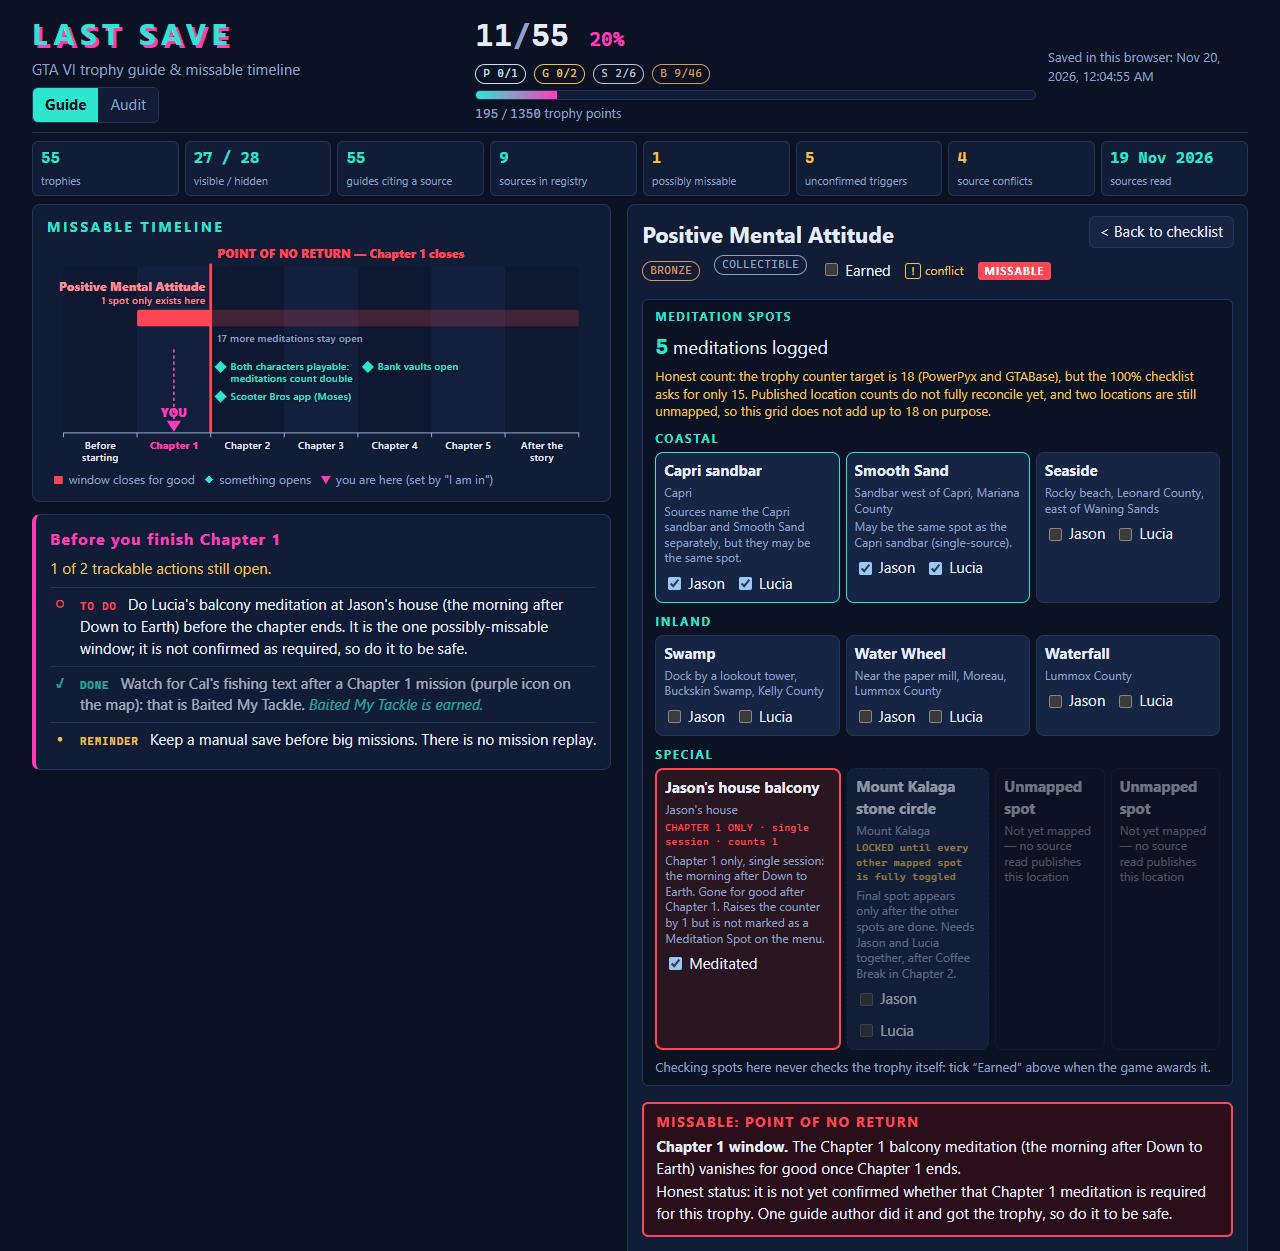 LAST SAVE
GTA VI trophy guide & missable timeline
Guide
Audit
11/55 20%
P 0/1
G 0/2
S 2/6
B 9/46
195 / 1350 trophy points
Saved in this browser: Nov 20,
2026, 12:04:55 AM
55
trophies
27 / 28
visible / hidden
55
guides citing a source
9
sources in registry
1
possibly missable
5
unconfirmed triggers
4
source conflicts
19 Nov 2026
sources read
MISSABLE TIMELINE
POINT OF NO RETURN — Chapter 1 closes
Positive Mental Attitude
1 spot only exists here
17 more meditations stay open
Both characters playable:
meditations count double
Bank vaults open
Scooter Bros app (Moses)
YOU
Before
starting
Chapter 1
Chapter 2
Chapter 3
Chapter 4
Chapter 5
After the
story
window closes for good
something opens
you are here (set by "I am in")
Before you finish Chapter 1
1 of 2 trackable actions still open.
TO DO Do Lucia's balcony meditation at Jason's house (the morning after
Down to Earth) before the chapter ends. It is the one possibly-missable
window; it is not confirmed as required, so do it to be safe.
✓ DONE Watch for Cal's fishing text after a Chapter 1 mission (purple icon on
the map): that is Baited My Tackle. Baited My Tackle is earned.
• REMINDER Keep a manual save before big missions. There is no mission replay.
Positive Mental Attitude
< Back to checklist
BRONZE
COLLECTIBLE
Earned
! conflict
MISSABLE
MEDITATION SPOTS
5 meditations logged
Honest count: the trophy counter target is 18 (PowerPyx and GTABase), but the 100% checklist
asks for only 15. Published location counts do not fully reconcile yet, and two locations are still
unmapped, so this grid does not add up to 18 on purpose.
COASTAL
Capri sandbar
Capri
Sources name the Capri
sandbar and Smooth Sand
separately, but they may be
the same spot.
Jason Lucia
Smooth Sand
Sandbar west of Capri, Mariana
County
May be the same spot as the
Capri sandbar (single-source).
Jason Lucia
Seaside
Rocky beach, Leonard County,
east of Waning Sands
Jason Lucia
INLAND
Swamp
Dock by a lookout tower,
Buckskin Swamp, Kelly County
Jason Lucia
Water Wheel
Near the paper mill, Moreau,
Lummox County
Jason Lucia
Waterfall
Lummox County
Jason Lucia
SPECIAL
Jason's house balcony
Jason's house
CHAPTER 1 ONLY · single
session · counts 1
Chapter 1 only, single session:
the morning after Down to
Earth. Gone for good after
Chapter 1. Raises the counter
by 1 but is not marked as a
Meditation Spot on the menu.
Meditated
Mount Kalaga
stone circle
Mount Kalaga
LOCKED until every
other mapped spot
is fully toggled
Final spot: appears
only after the other
spots are done. Needs
Jason and Lucia
together, after Coffee
Break in Chapter 2.
Jason
Lucia
Unmapped
spot
Not yet mapped
— no source
read publishes
this location
Unmapped
spot
Not yet mapped
— no source
read publishes
this location
Checking spots here never checks the trophy itself: tick “Earned” above when the game awards it.
MISSABLE: POINT OF NO RETURN
Chapter 1 window. The Chapter 1 balcony meditation (the morning after Down to
Earth) vanishes for good once Chapter 1 ends.
Honest status: it is not yet confirmed whether that Chapter 1 meditation is required
for this trophy. One guide author did it and got the trophy, so do it to be safe.